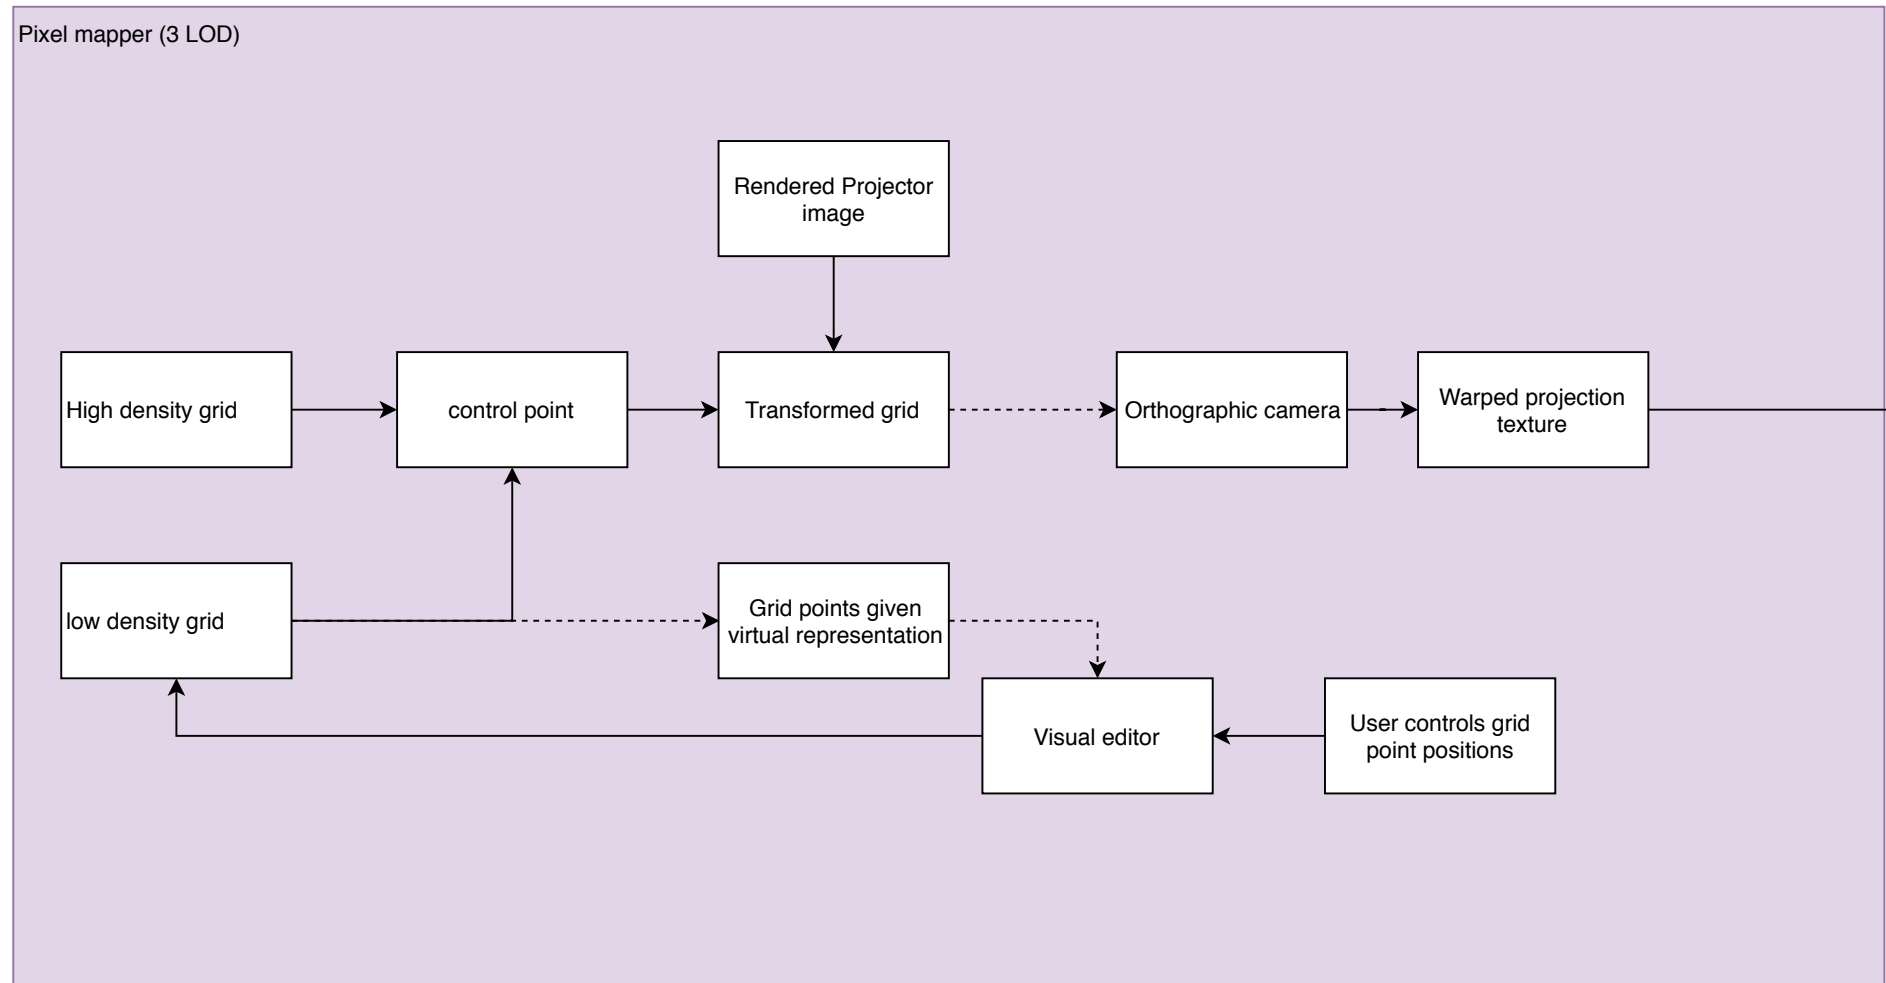 Pixel mapper (3 LOD)
Rendered Projector
image
High density grid
control point
Transformed grid
Orthographic camera
Warped projection
texture
low density grid
Grid points given
virtual representation
Visual editor
User controls grid
point positions